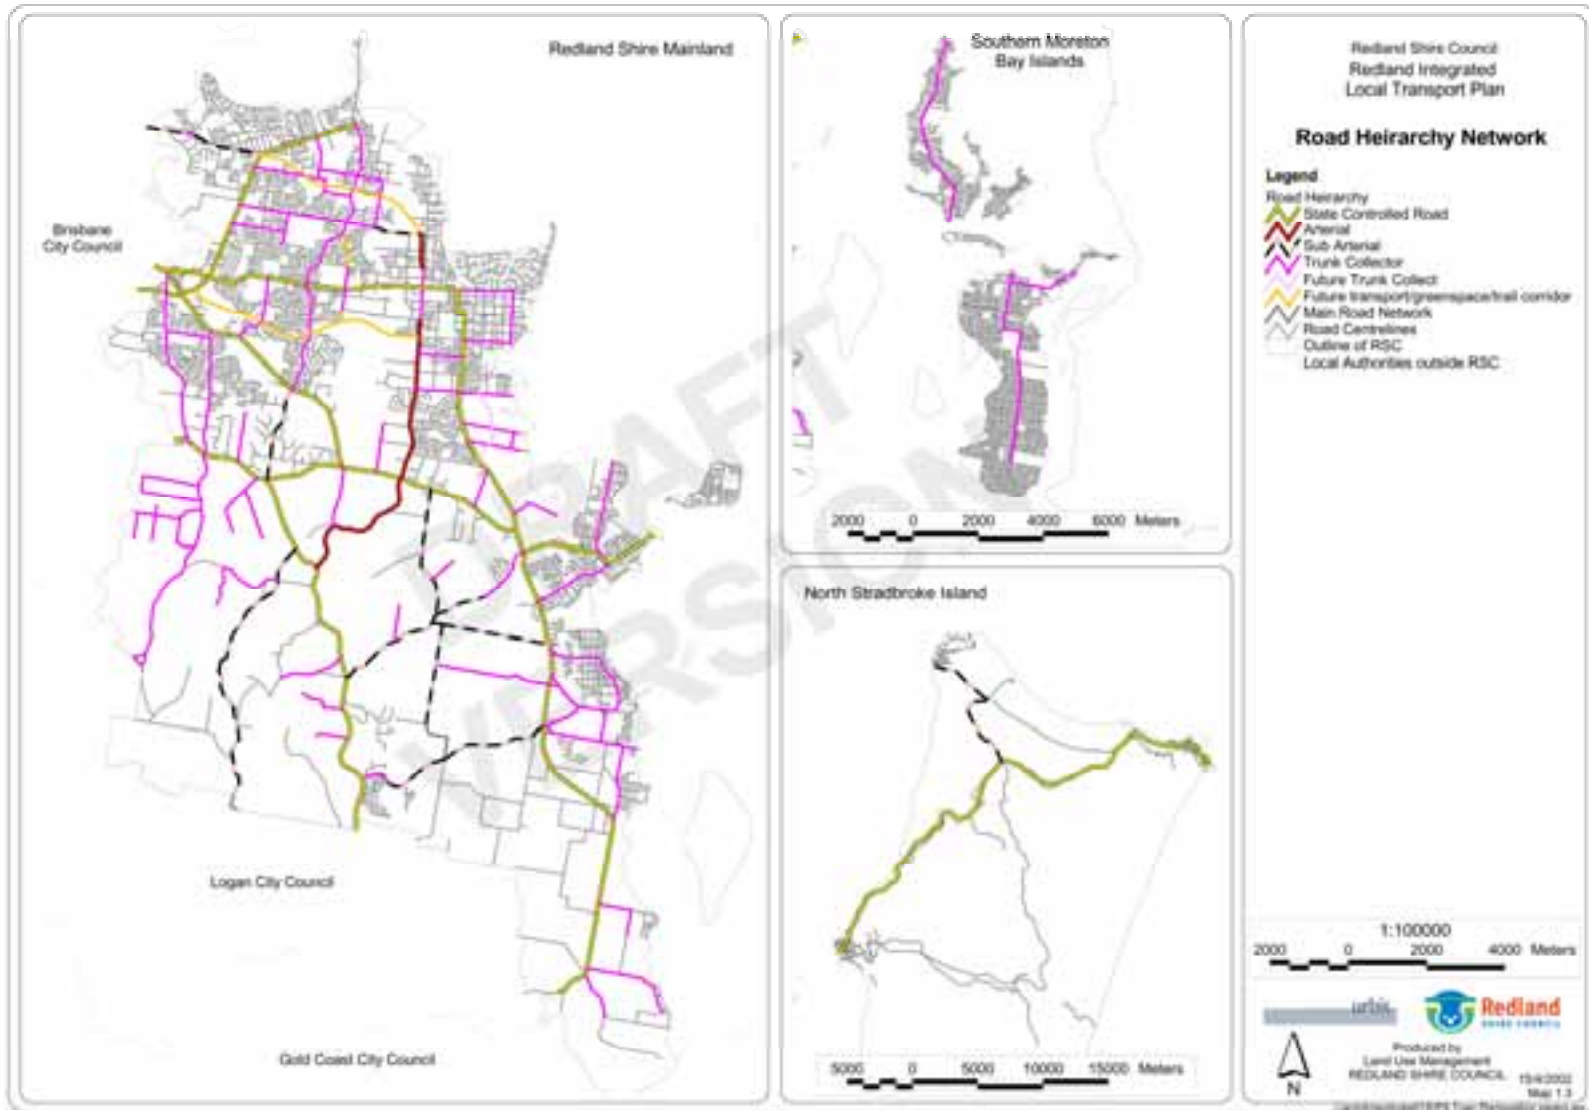 Redland Shire Mainland
Brisbane
City Council
Logan City Council
Gold Coast City Council
DRAFT
VERSION
Southern Moreton
Bay Islands
2000 0 2000 4000 6000 Meters
North Stradbroke Island
5000 0 5000 10000 15000 Meters
Redland Shire Council
Redland Integrated
Local Transport Plan
Road Heirarchy Network
Legend
Road Heirarchy
State Controlled Road
Arterial
Sub Arterial
Trunk Collector
Future Trunk Collect
Future transport/greenspace/trail corridor
Main Road Network
Road Centrelines
Outline of RSC
Local Authorities outside RSC
1:100000
2000 0 2000 4000 Meters
urbis
Redland
SHIRE COUNCIL
N
Produced by
Land Use Management
REDLAND SHIRE COUNCIL
15/4/2002
Map 1.3